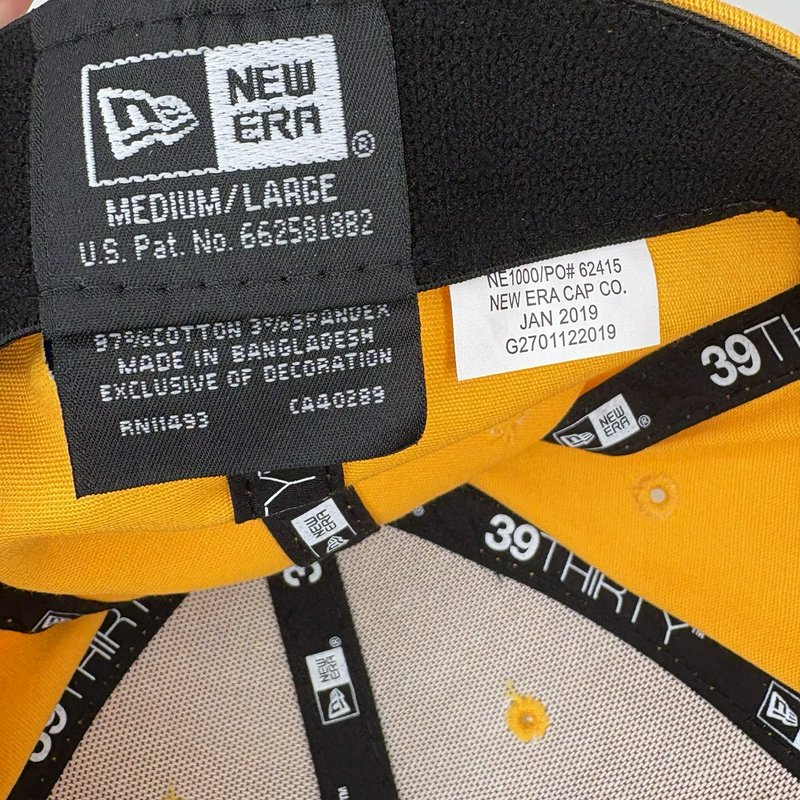 NEW
ERA
®
MEDIUM/LARGE
U.S. Pat. No. 6625818B2
97%COTTON 3%SPANDEX
MADE IN BANGLADESH
EXCLUSIVE OF DECORATION
RN11493 CA40289
NE1000/PO# 62415
NEW ERA CAP CO.
JAN 2019
G2701122019
39THIRTY
NEW
ERA
®
39THIRTY™
NEW
ERA
NEW
ERA
®
39THIRTY